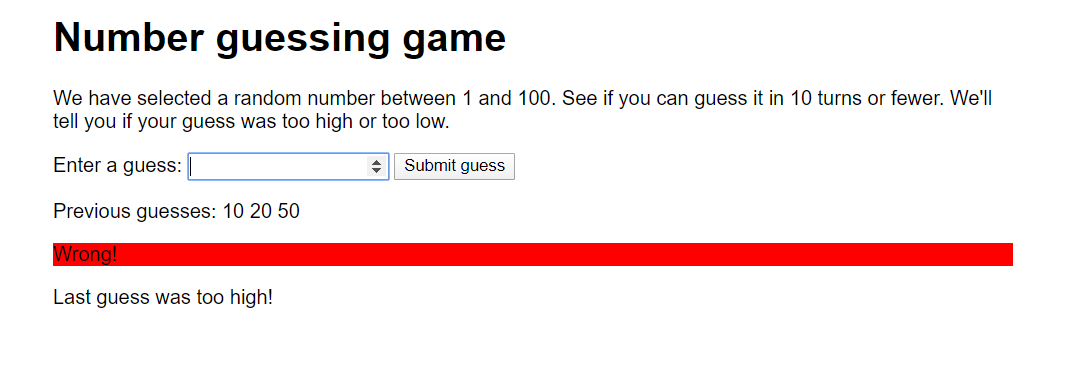 Number guessing game
We have selected a random number between 1 and 100. See if you can guess it in 10 turns or fewer. We'll
tell you if your guess was too high or too low.
Enter a guess: Submit guess
Previous guesses: 10 20 50
Wrong!
Last guess was too high!